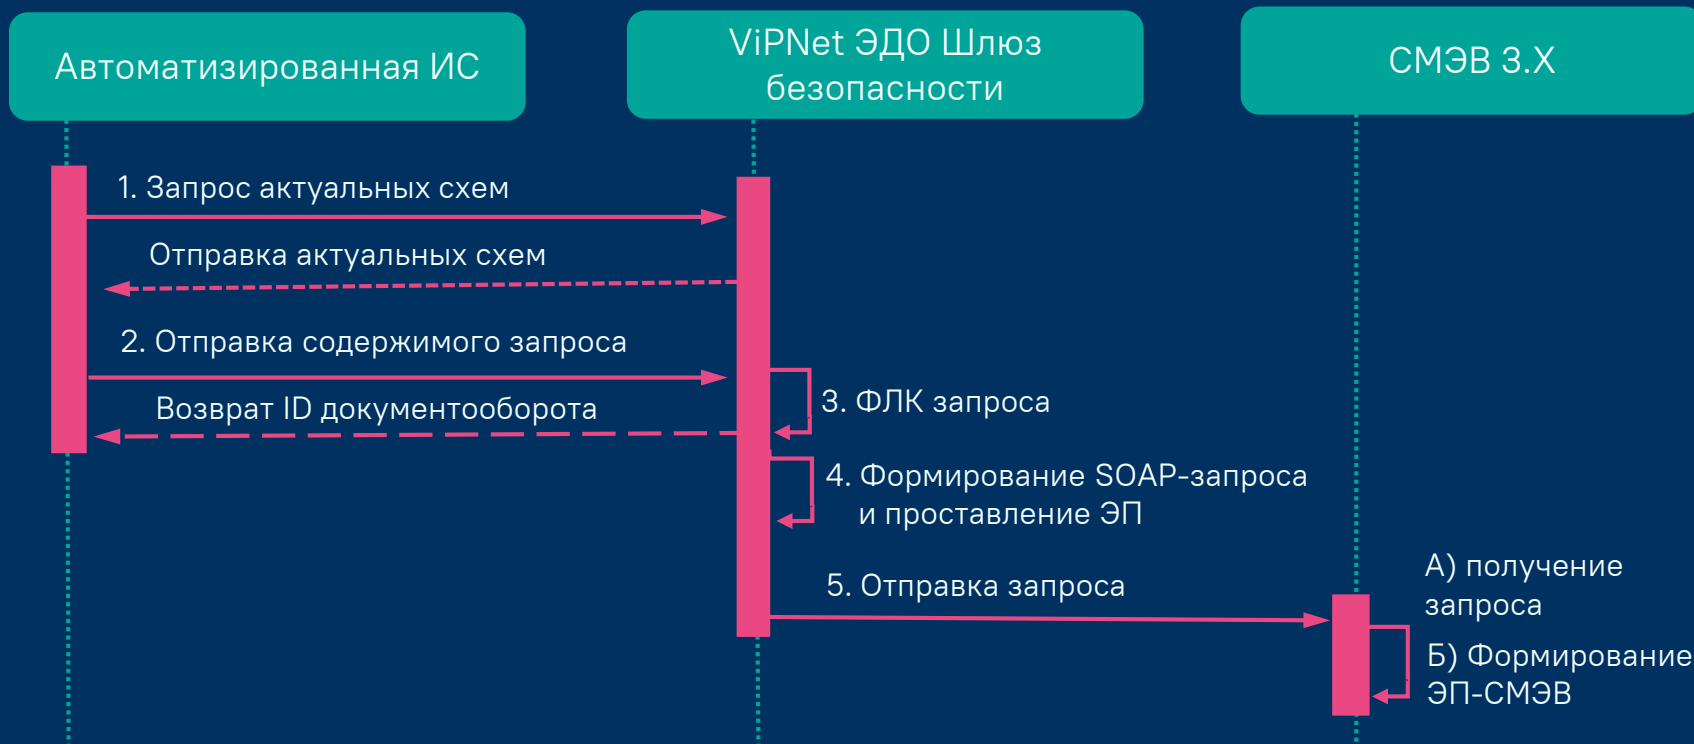 Автоматизированная ИС
ViPNet ЭДО Шлюз
безопасности
СМЭВ 3.X
1. Запрос актуальных схем
Отправка актуальных схем
2. Отправка содержимого запроса
Возврат ID документооборота
3. ФЛК запроса
4. Формирование SOAP-запроса
и проставление ЭП
5. Отправка запроса
А) получение
запроса
Б) Формирование
ЭП-СМЭВ